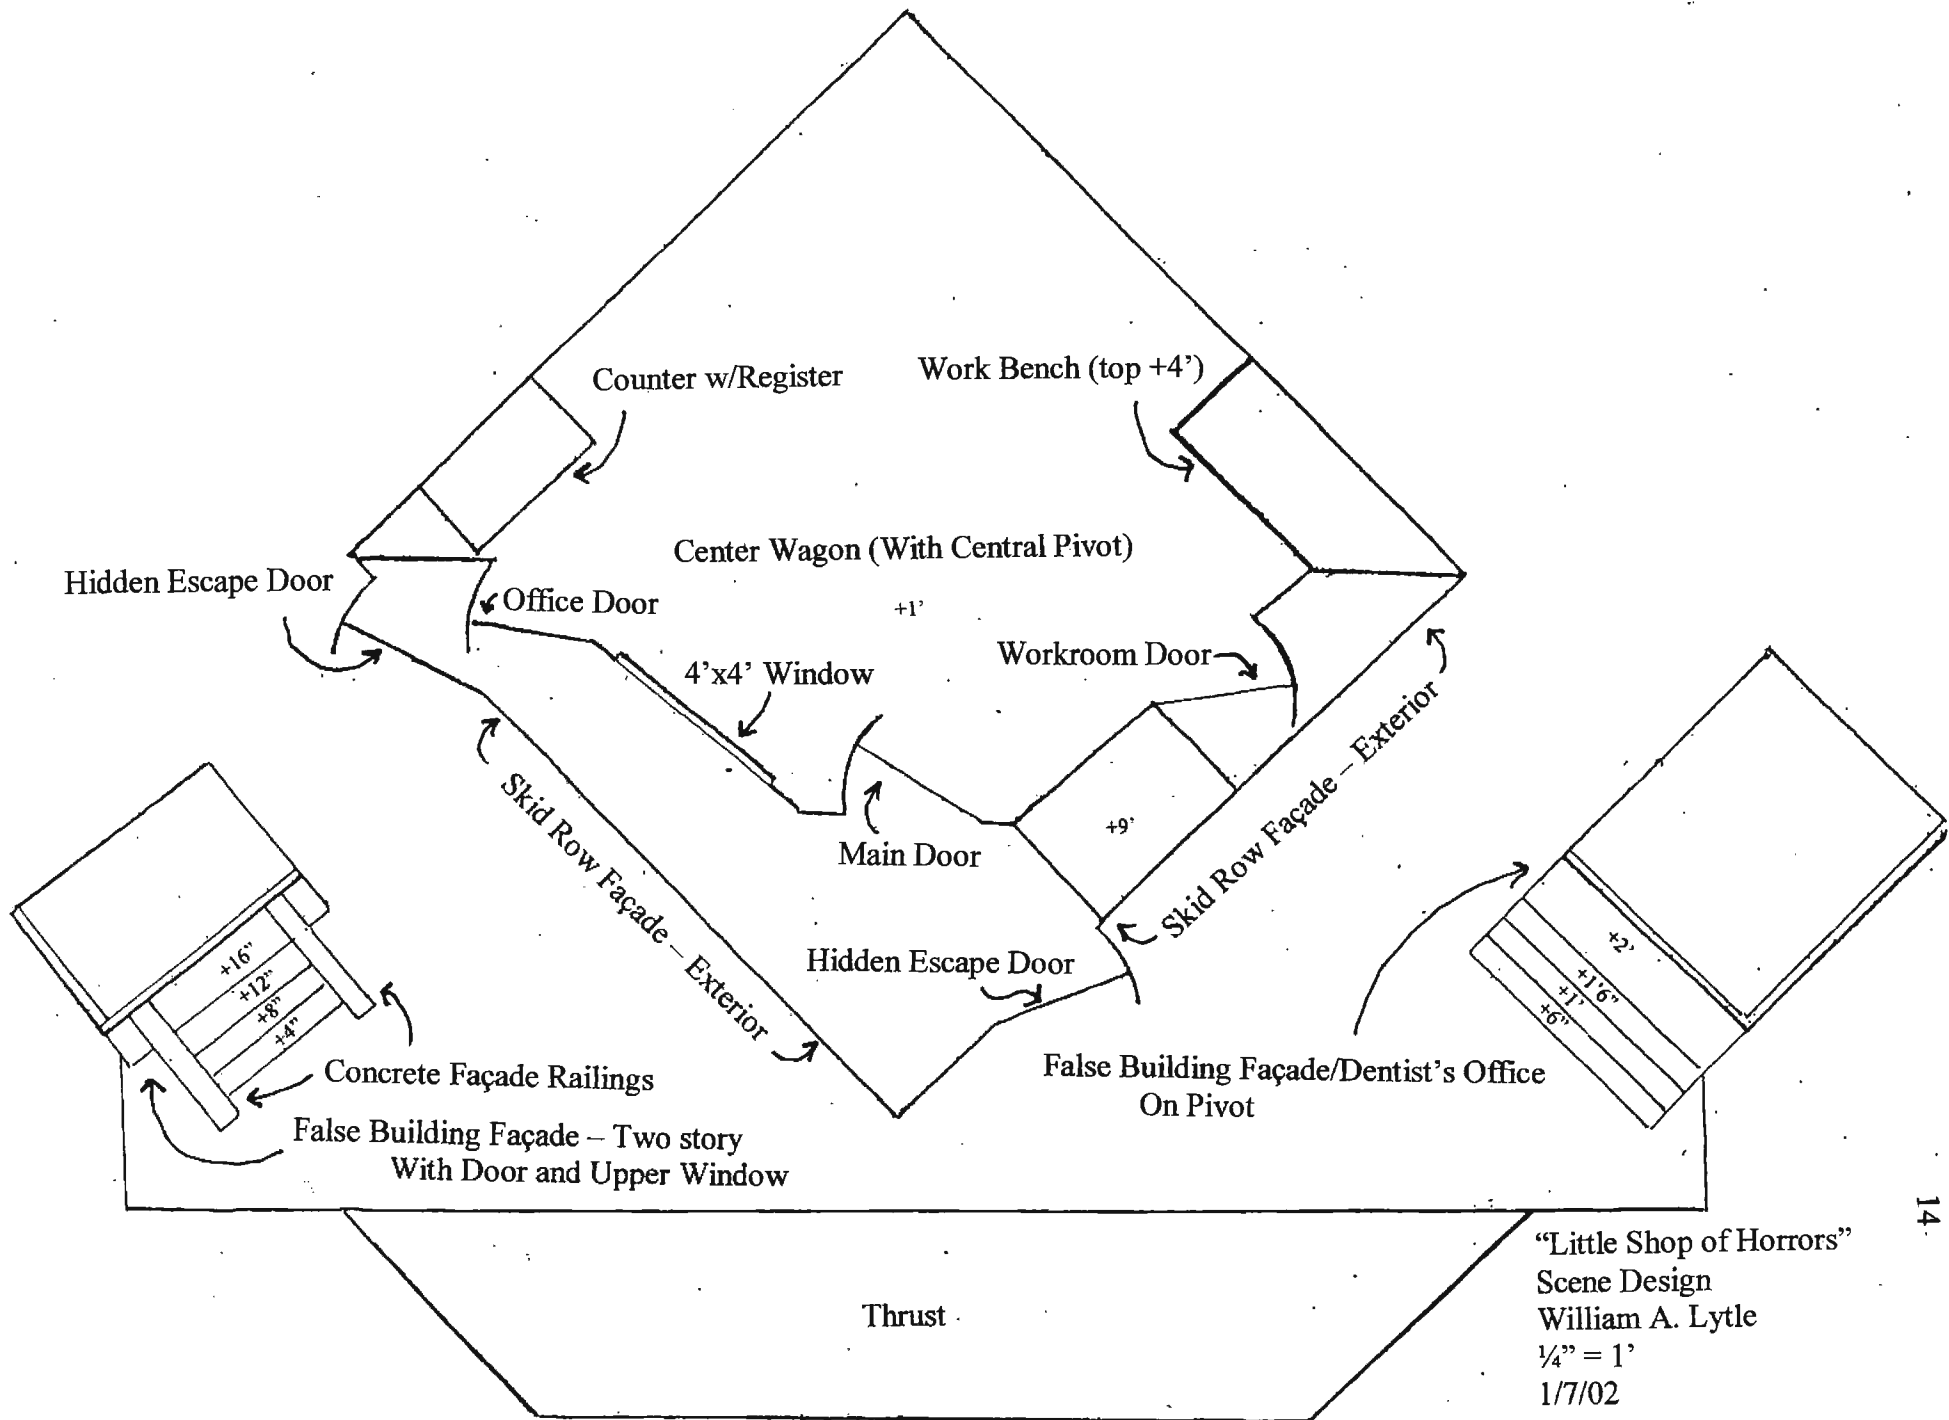 Counter w/Register
Work Bench (top +4’)
Center Wagon (With Central Pivot)
+1’
Hidden Escape Door
Office Door
4’x4’ Window
Workroom Door
Skid Row Façade – Exterior
Main Door
+9’
Skid Row Façade – Exterior
Hidden Escape Door
+16”
+12”
+8”
+4”
+2’
+1’6”
+1’
+6”
Concrete Façade Railings
False Building Façade – Two story
With Door and Upper Window
False Building Façade/Dentist’s Office
On Pivot
Thrust
“Little Shop of Horrors”
Scene Design
William A. Lytle
¼” = 1’
1/7/02
14